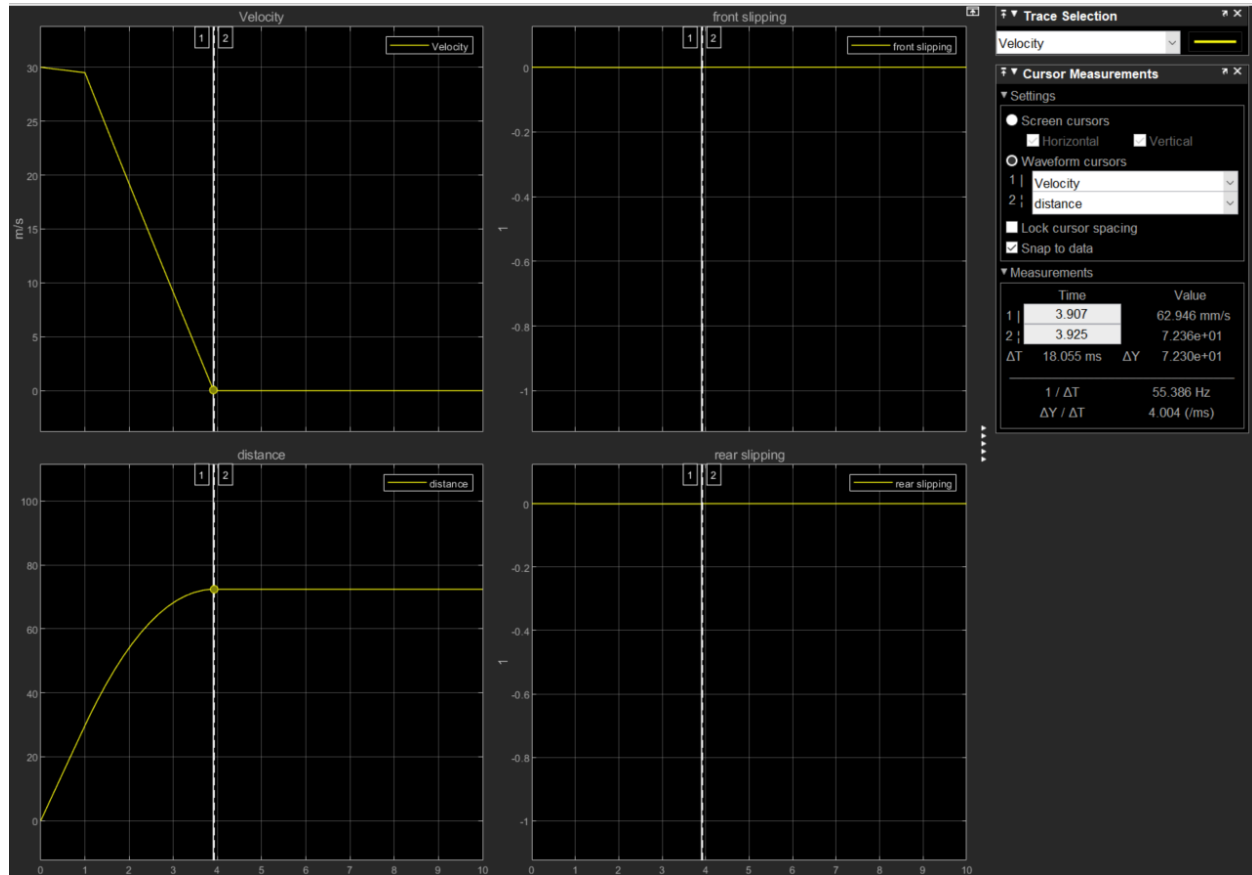 Velocity
1 2
Velocity
30
25
20
15
10
5
0
m/s
front slipping
1 2
front slipping
0
-0.2
-0.4
-0.6
-0.8
-1
1
distance
1 2
distance
100
80
60
40
20
0
0 1 2 3 4 5 6 7 8 9 10
rear slipping
1 2
rear slipping
0
-0.2
-0.4
-0.6
-0.8
-1
1
0 1 2 3 4 5 6 7 8 9 10
Trace Selection
Velocity
Cursor Measurements
Settings
Screen cursors
Horizontal Vertical
Waveform cursors
1 | Velocity
2 ¦ distance
Lock cursor spacing
Snap to data
Measurements
Time Value
1 | 3.907 62.946 mm/s
2 ¦ 3.925 7.236e+01
ΔT 18.055 ms ΔY 7.230e+01
1 / ΔT 55.386 Hz
ΔY / ΔT 4.004 (/ms)